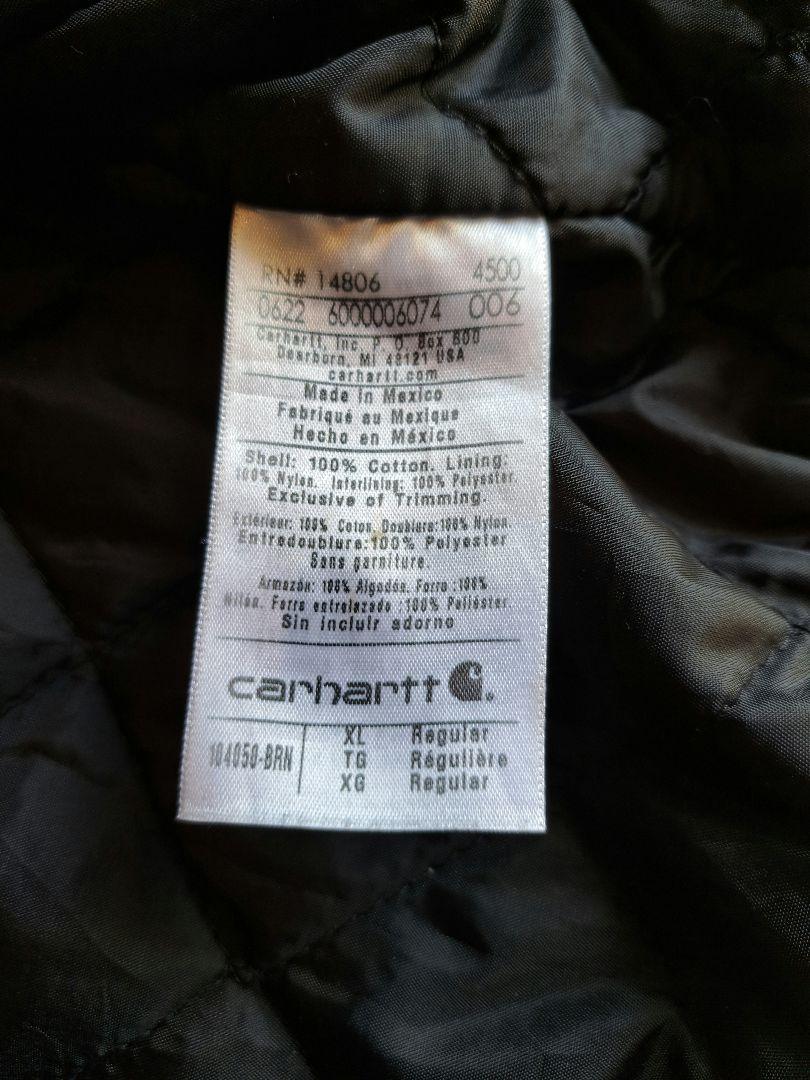 RN# 14806 4500
0622 6000006074 006
Carhartt, Inc. P. O. Box 600
Dearborn, MI 48121 USA
carhartt.com
Made in Mexico
Fabriqué au Mexique
Hecho en México
Shell: 100% Cotton. Lining:
100% Nylon. Interlining: 100% Polyester.
Exclusive of Trimming.
Extérieur: 100% Coton. Doublure:100% Nylon.
Entredoublure:100% Polyester
Sans garniture.
Armazón: 100% Algodón. Forro :100%
Nilón. Forro entrelazado :100% Poliéster.
Sin incluir adorno
carhartt
104050-BRN XL Regular
TG Régulière
XG Regular